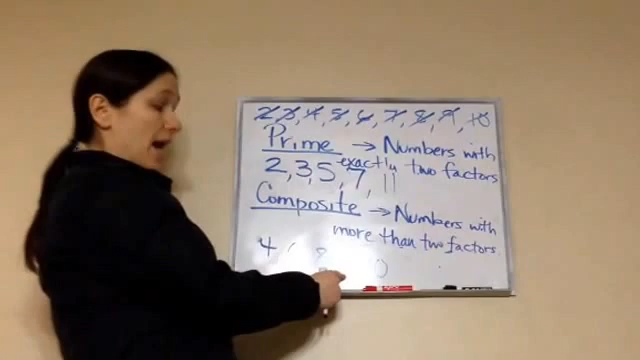 2, 3, 4, 5, 6, 7, 8, 9, 10
Prime → Numbers with
exactly two factors
2, 3, 5, 7, 11
Composite → Numbers with
more than two factors
4